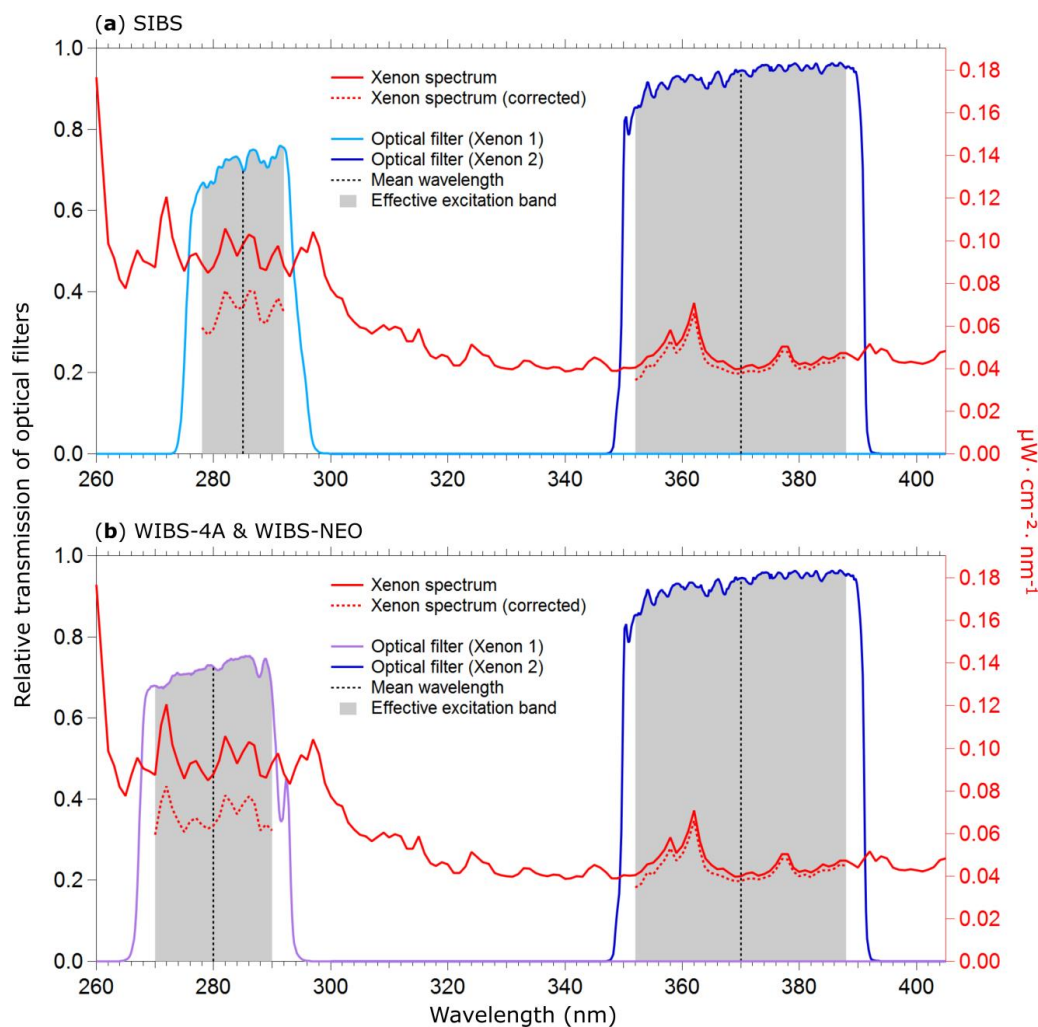 (a) SIBS
1.0
0.8
0.6
0.4
0.2
0.0
0.18
0.16
0.14
0.12
0.10
0.08
0.06
0.04
0.02
0.00
Xenon spectrum
Xenon spectrum (corrected)
Optical filter (Xenon 1)
Optical filter (Xenon 2)
Mean wavelength
Effective excitation band
260 280 300 320 340 360 380 400
(b) WIBS-4A & WIBS-NEO
1.0
0.8
0.6
0.4
0.2
0.0
0.18
0.16
0.14
0.12
0.10
0.08
0.06
0.04
0.02
0.00
Xenon spectrum
Xenon spectrum (corrected)
Optical filter (Xenon 1)
Optical filter (Xenon 2)
Mean wavelength
Effective excitation band
260 280 300 320 340 360 380 400
Wavelength (nm)
Relative transmission of optical filters
µW · cm⁻² · nm⁻¹